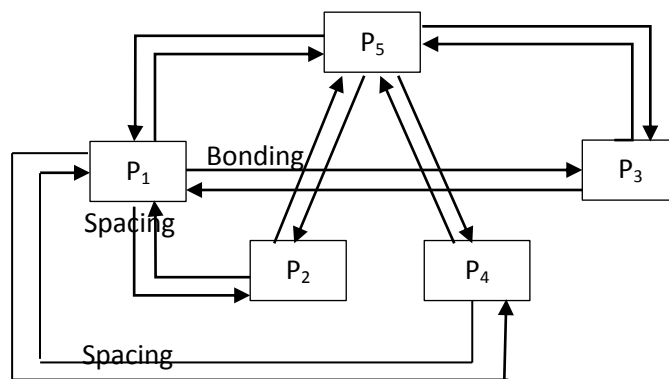 P₅
P₁
Bonding
P₃
Spacing
P₂
P₄
Spacing